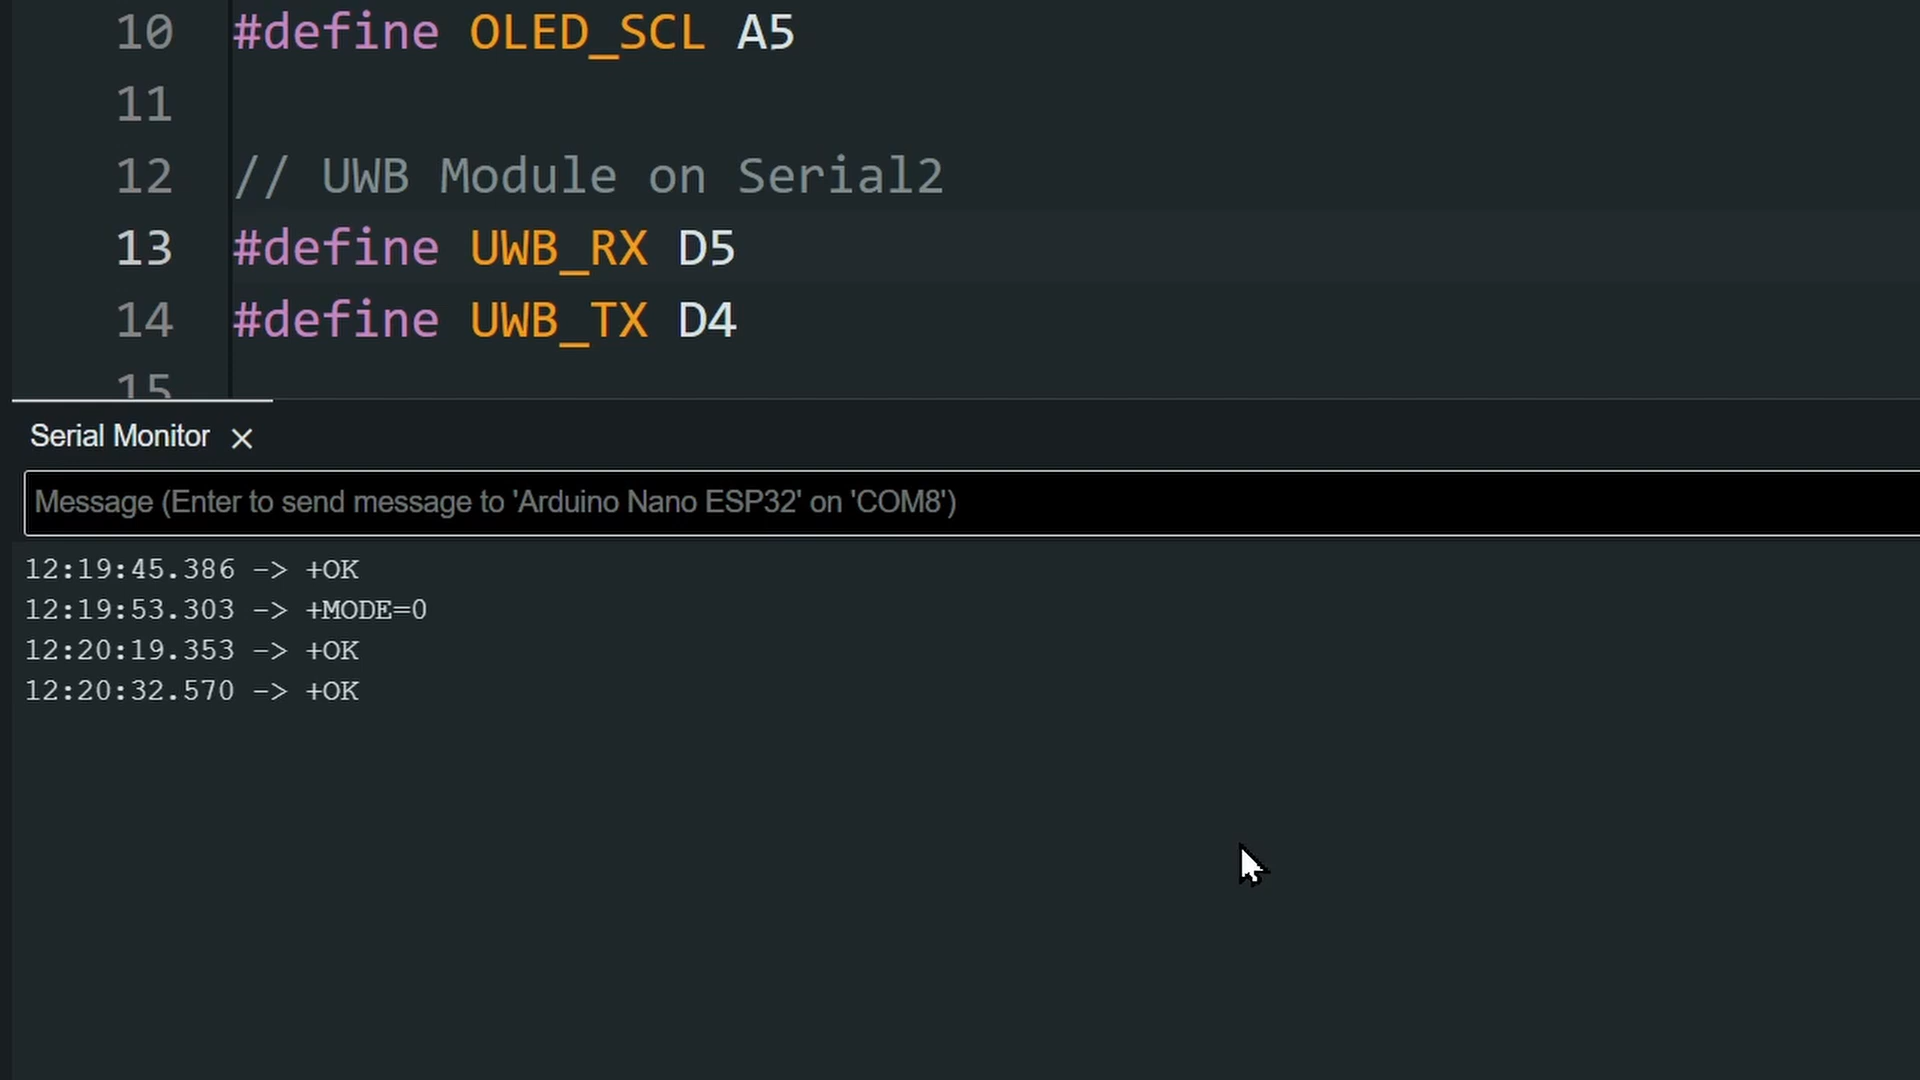 10 #define OLED_SCL A5
11
12 // UWB Module on Serial2
13 #define UWB_RX D5
14 #define UWB_TX D4
15
Serial Monitor ×
Message (Enter to send message to 'Arduino Nano ESP32' on 'COM8')
12:19:45.386 -> +OK
12:19:53.303 -> +MODE=0
12:20:19.353 -> +OK
12:20:32.570 -> +OK